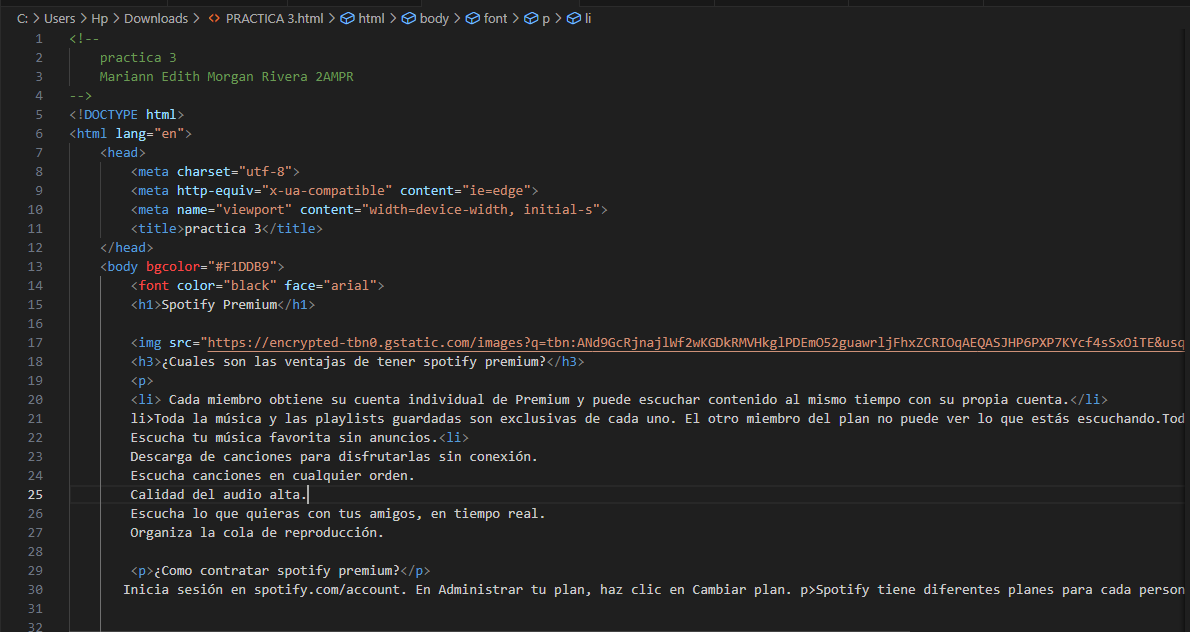 C: > Users > Hp > Downloads > <> PRACTICA 3.html > html > body > font > p > li
1 <!--
2 practica 3
3 Mariann Edith Morgan Rivera 2AMPR
4 -->
5 <!DOCTYPE html>
6 <html lang="en">
7 <head>
8 <meta charset="utf-8">
9 <meta http-equiv="x-ua-compatible" content="ie=edge">
10 <meta name="viewport" content="width=device-width, initial-s">
11 <title>practica 3</title>
12 </head>
13 <body bgcolor="#F1DDB9">
14 <font color="black" face="arial">
15 <h1>Spotify Premium</h1>
16
17 <img src="https://encrypted-tbn0.gstatic.com/images?q=tbn:ANd9GcRjnajlWf2wKGDkRMVHkglPDEmO52guawrljFhxZCRIOqAEQASJHP6PXP7KYcf4sSxOiTE&usq
18 <h3>¿Cuales son las ventajas de tener spotify premium?</h3>
19 <p>
20 <li> Cada miembro obtiene su cuenta individual de Premium y puede escuchar contenido al mismo tiempo con su propia cuenta.</li>
21 li>Toda la música y las playlists guardadas son exclusivas de cada uno. El otro miembro del plan no puede ver lo que estás escuchando.Tod
22 Escucha tu música favorita sin anuncios.<li>
23 Descarga de canciones para disfrutarlas sin conexión.
24 Escucha canciones en cualquier orden.
25 Calidad del audio alta.
26 Escucha lo que quieras con tus amigos, en tiempo real.
27 Organiza la cola de reproducción.
28
29 <p>¿Como contratar spotify premium?</p>
30 Inicia sesión en spotify.com/account. En Administrar tu plan, haz clic en Cambiar plan. p>Spotify tiene diferentes planes para cada person
31
32